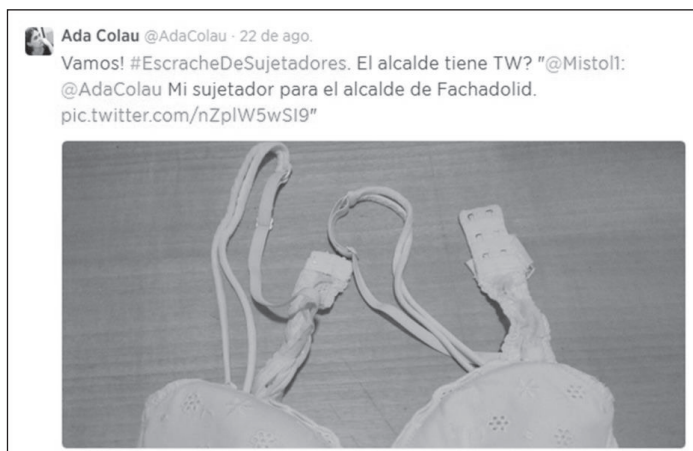 Ada Colau @AdaColau · 22 de ago.
Vamos! #EscracheDeSujetadores. El alcalde tiene TW? "@Mistol1:
@AdaColau Mi sujetador para el alcalde de Fachadolid.
pic.twitter.com/nZplW5wSI9"